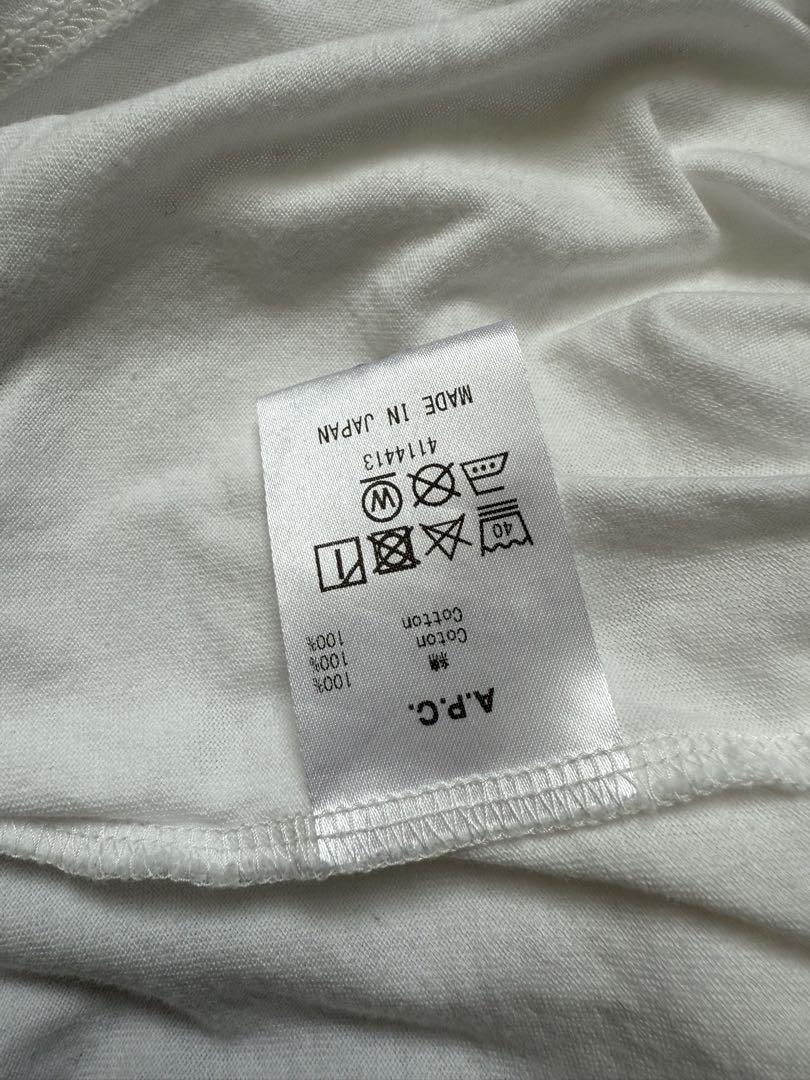 A.P.C.
綿 100%
Coton 100%
Cotton 100%
40
W
4114413
MADE IN JAPAN